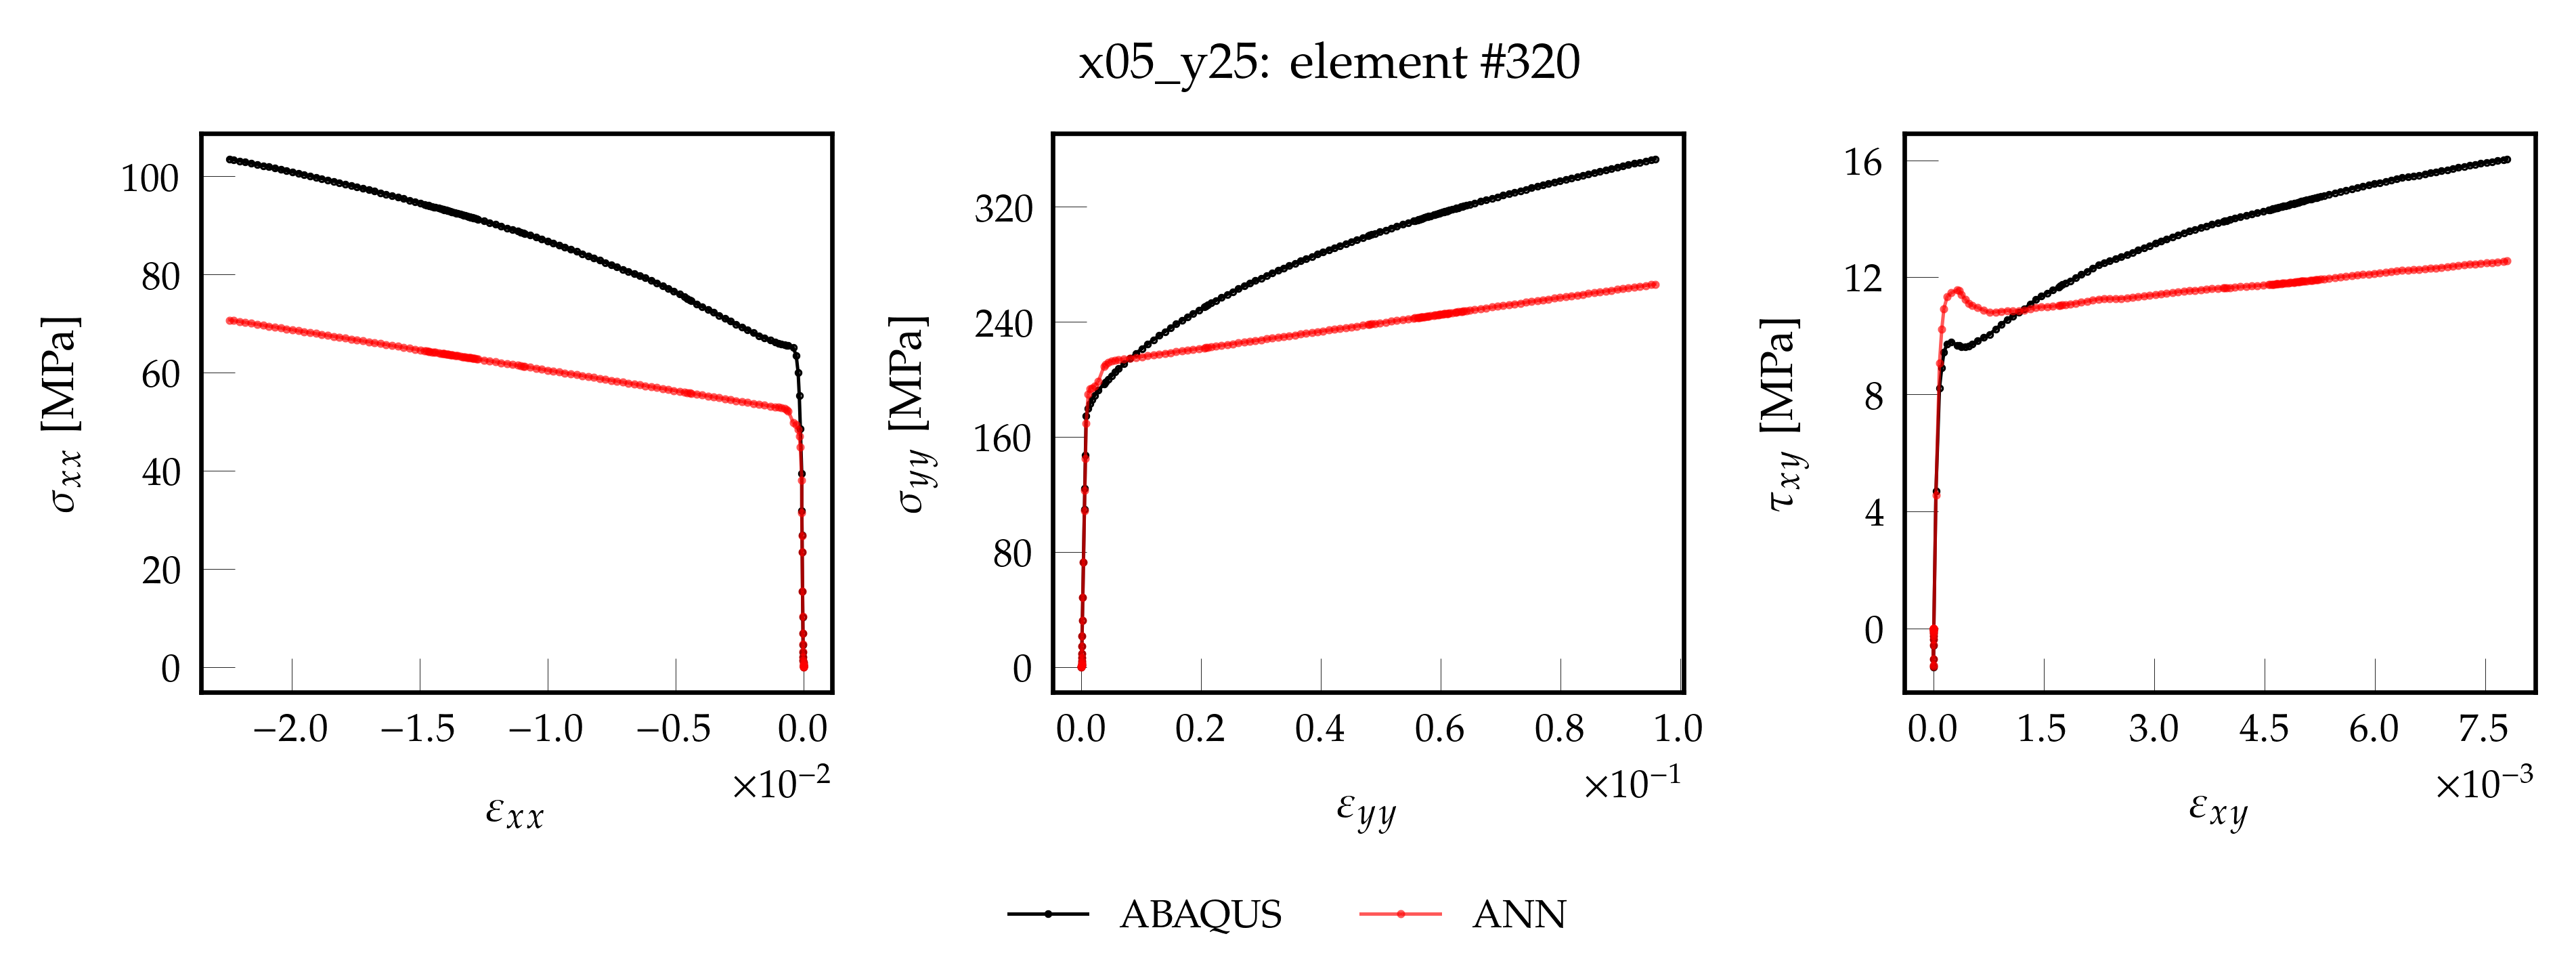 x05_y25: element #320
100
80
60
40
20
0
σxx [MPa]
−2.0 −1.5 −1.0 −0.5 0.0
×10−2
εxx
320
240
160
80
0
σyy [MPa]
0.0 0.2 0.4 0.6 0.8 1.0
×10−1
εyy
16
12
8
4
0
τxy [MPa]
0.0 1.5 3.0 4.5 6.0 7.5
×10−3
εxy
ABAQUS ANN